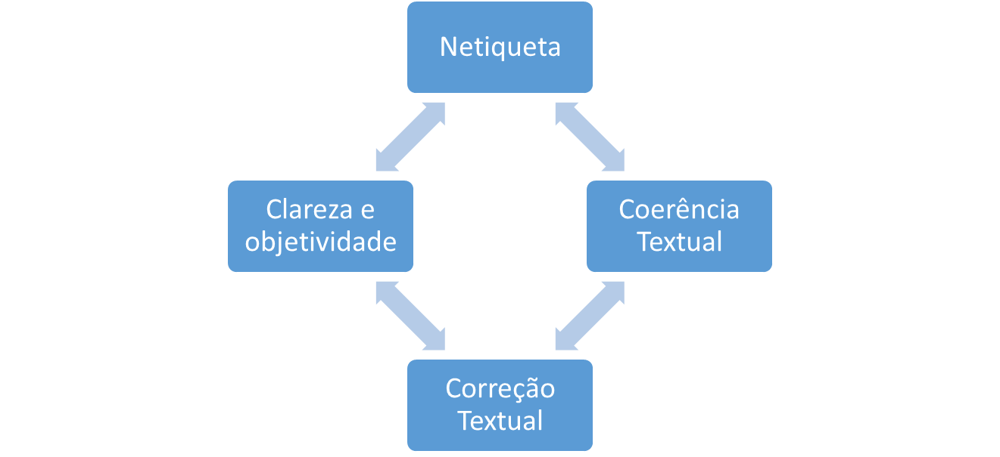 Netiqueta
Clareza e
objetividade
Coerência
Textual
Correção
Textual